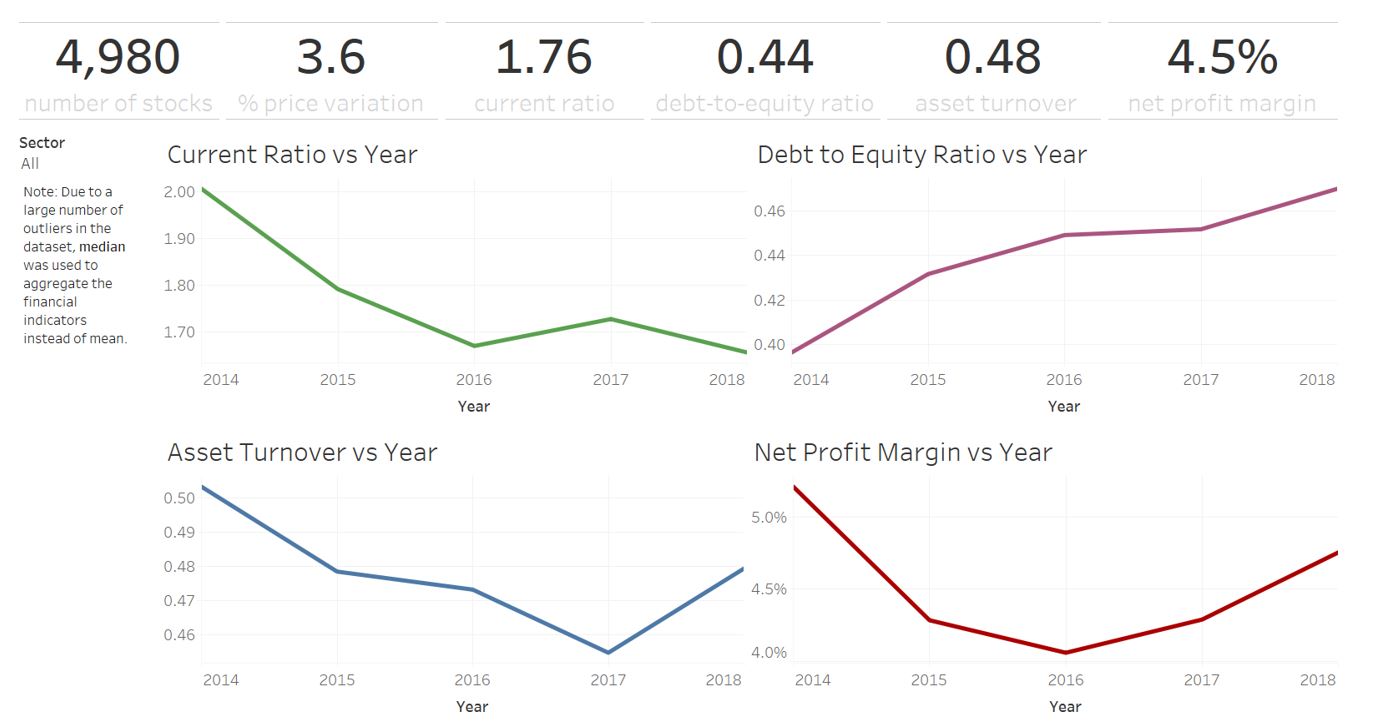 4,980
number of stocks
3.6
% price variation
1.76
current ratio
0.44
debt-to-equity ratio
0.48
asset turnover
4.5%
net profit margin
Sector
All
Note: Due to a
large number of
outliers in the
dataset, median
was used to
aggregate the
financial
indicators
instead of mean.
Current Ratio vs Year
2.00
1.90
1.80
1.70
2014 2015 2016 2017 2018
Year
Debt to Equity Ratio vs Year
0.46
0.44
0.42
0.40
2014 2015 2016 2017 2018
Year
Asset Turnover vs Year
0.50
0.49
0.48
0.47
0.46
2014 2015 2016 2017 2018
Year
Net Profit Margin vs Year
5.0%
4.5%
4.0%
2014 2015 2016 2017 2018
Year